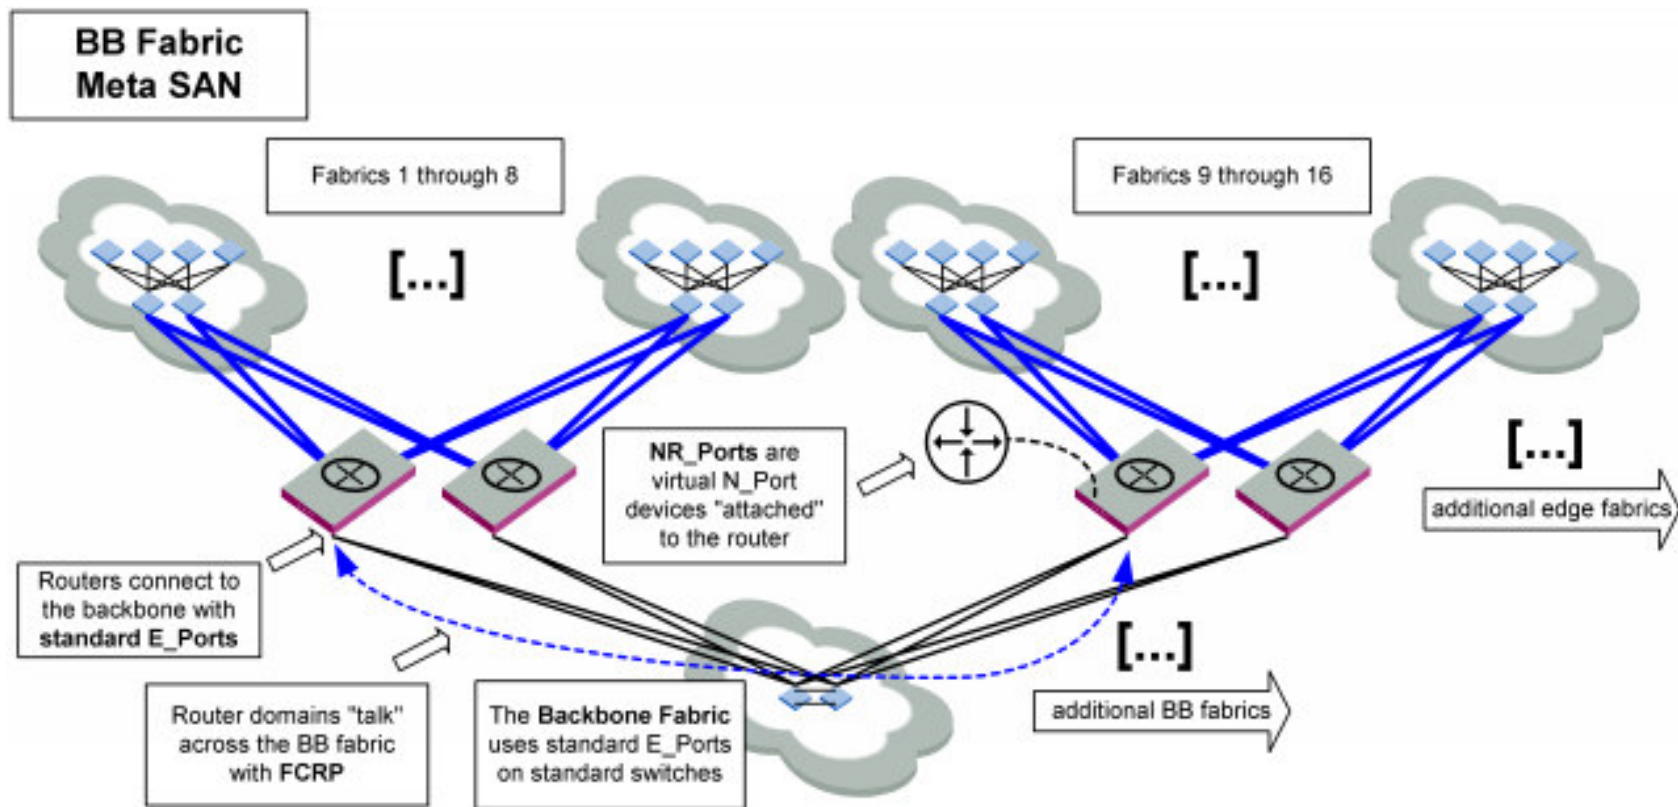 BB Fabric
Meta SAN
Fabrics 1 through 8
Fabrics 9 through 16
[...]
[...]
NR_Ports are
virtual N_Port
devices "attached"
to the router
[...]
additional edge fabrics
Routers connect to
the backbone with
standard E_Ports
[...]
additional BB fabrics
Router domains "talk"
across the BB fabric
with FCRP
The Backbone Fabric
uses standard E_Ports
on standard switches